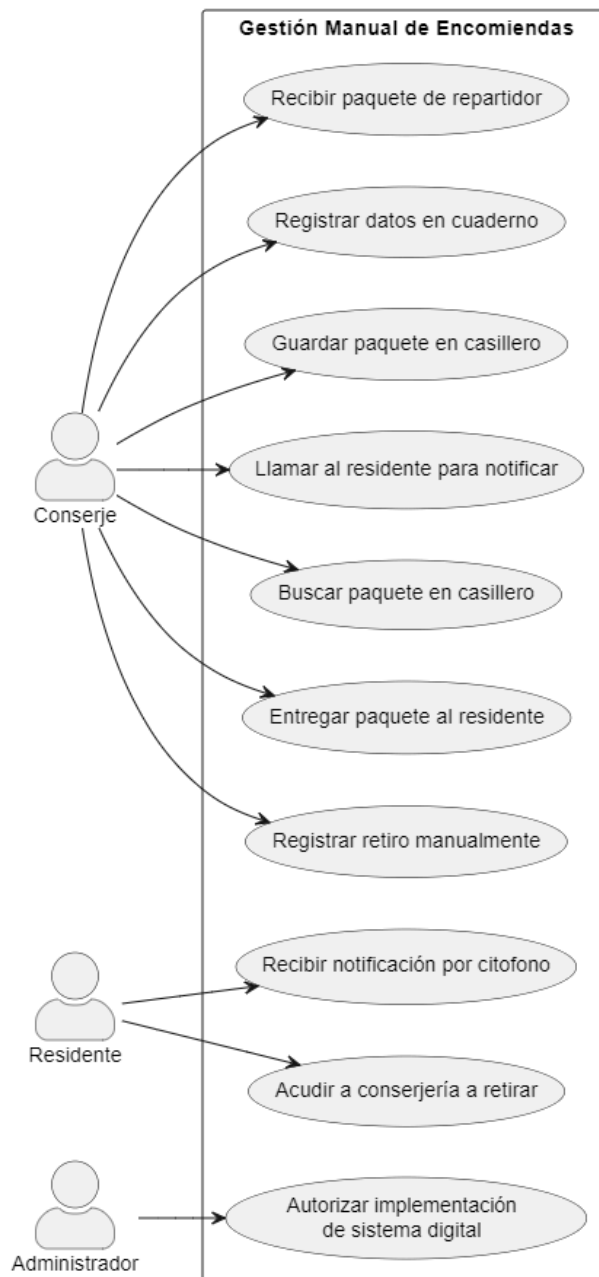 Gestión Manual de Encomiendas
Recibir paquete de repartidor
Registrar datos en cuaderno
Guardar paquete en casillero
Llamar al residente para notificar
Conserje
Buscar paquete en casillero
Entregar paquete al residente
Registrar retiro manualmente
Recibir notificación por citofono
Residente
Acudir a conserjería a retirar
Autorizar implementación
de sistema digital
Administrador